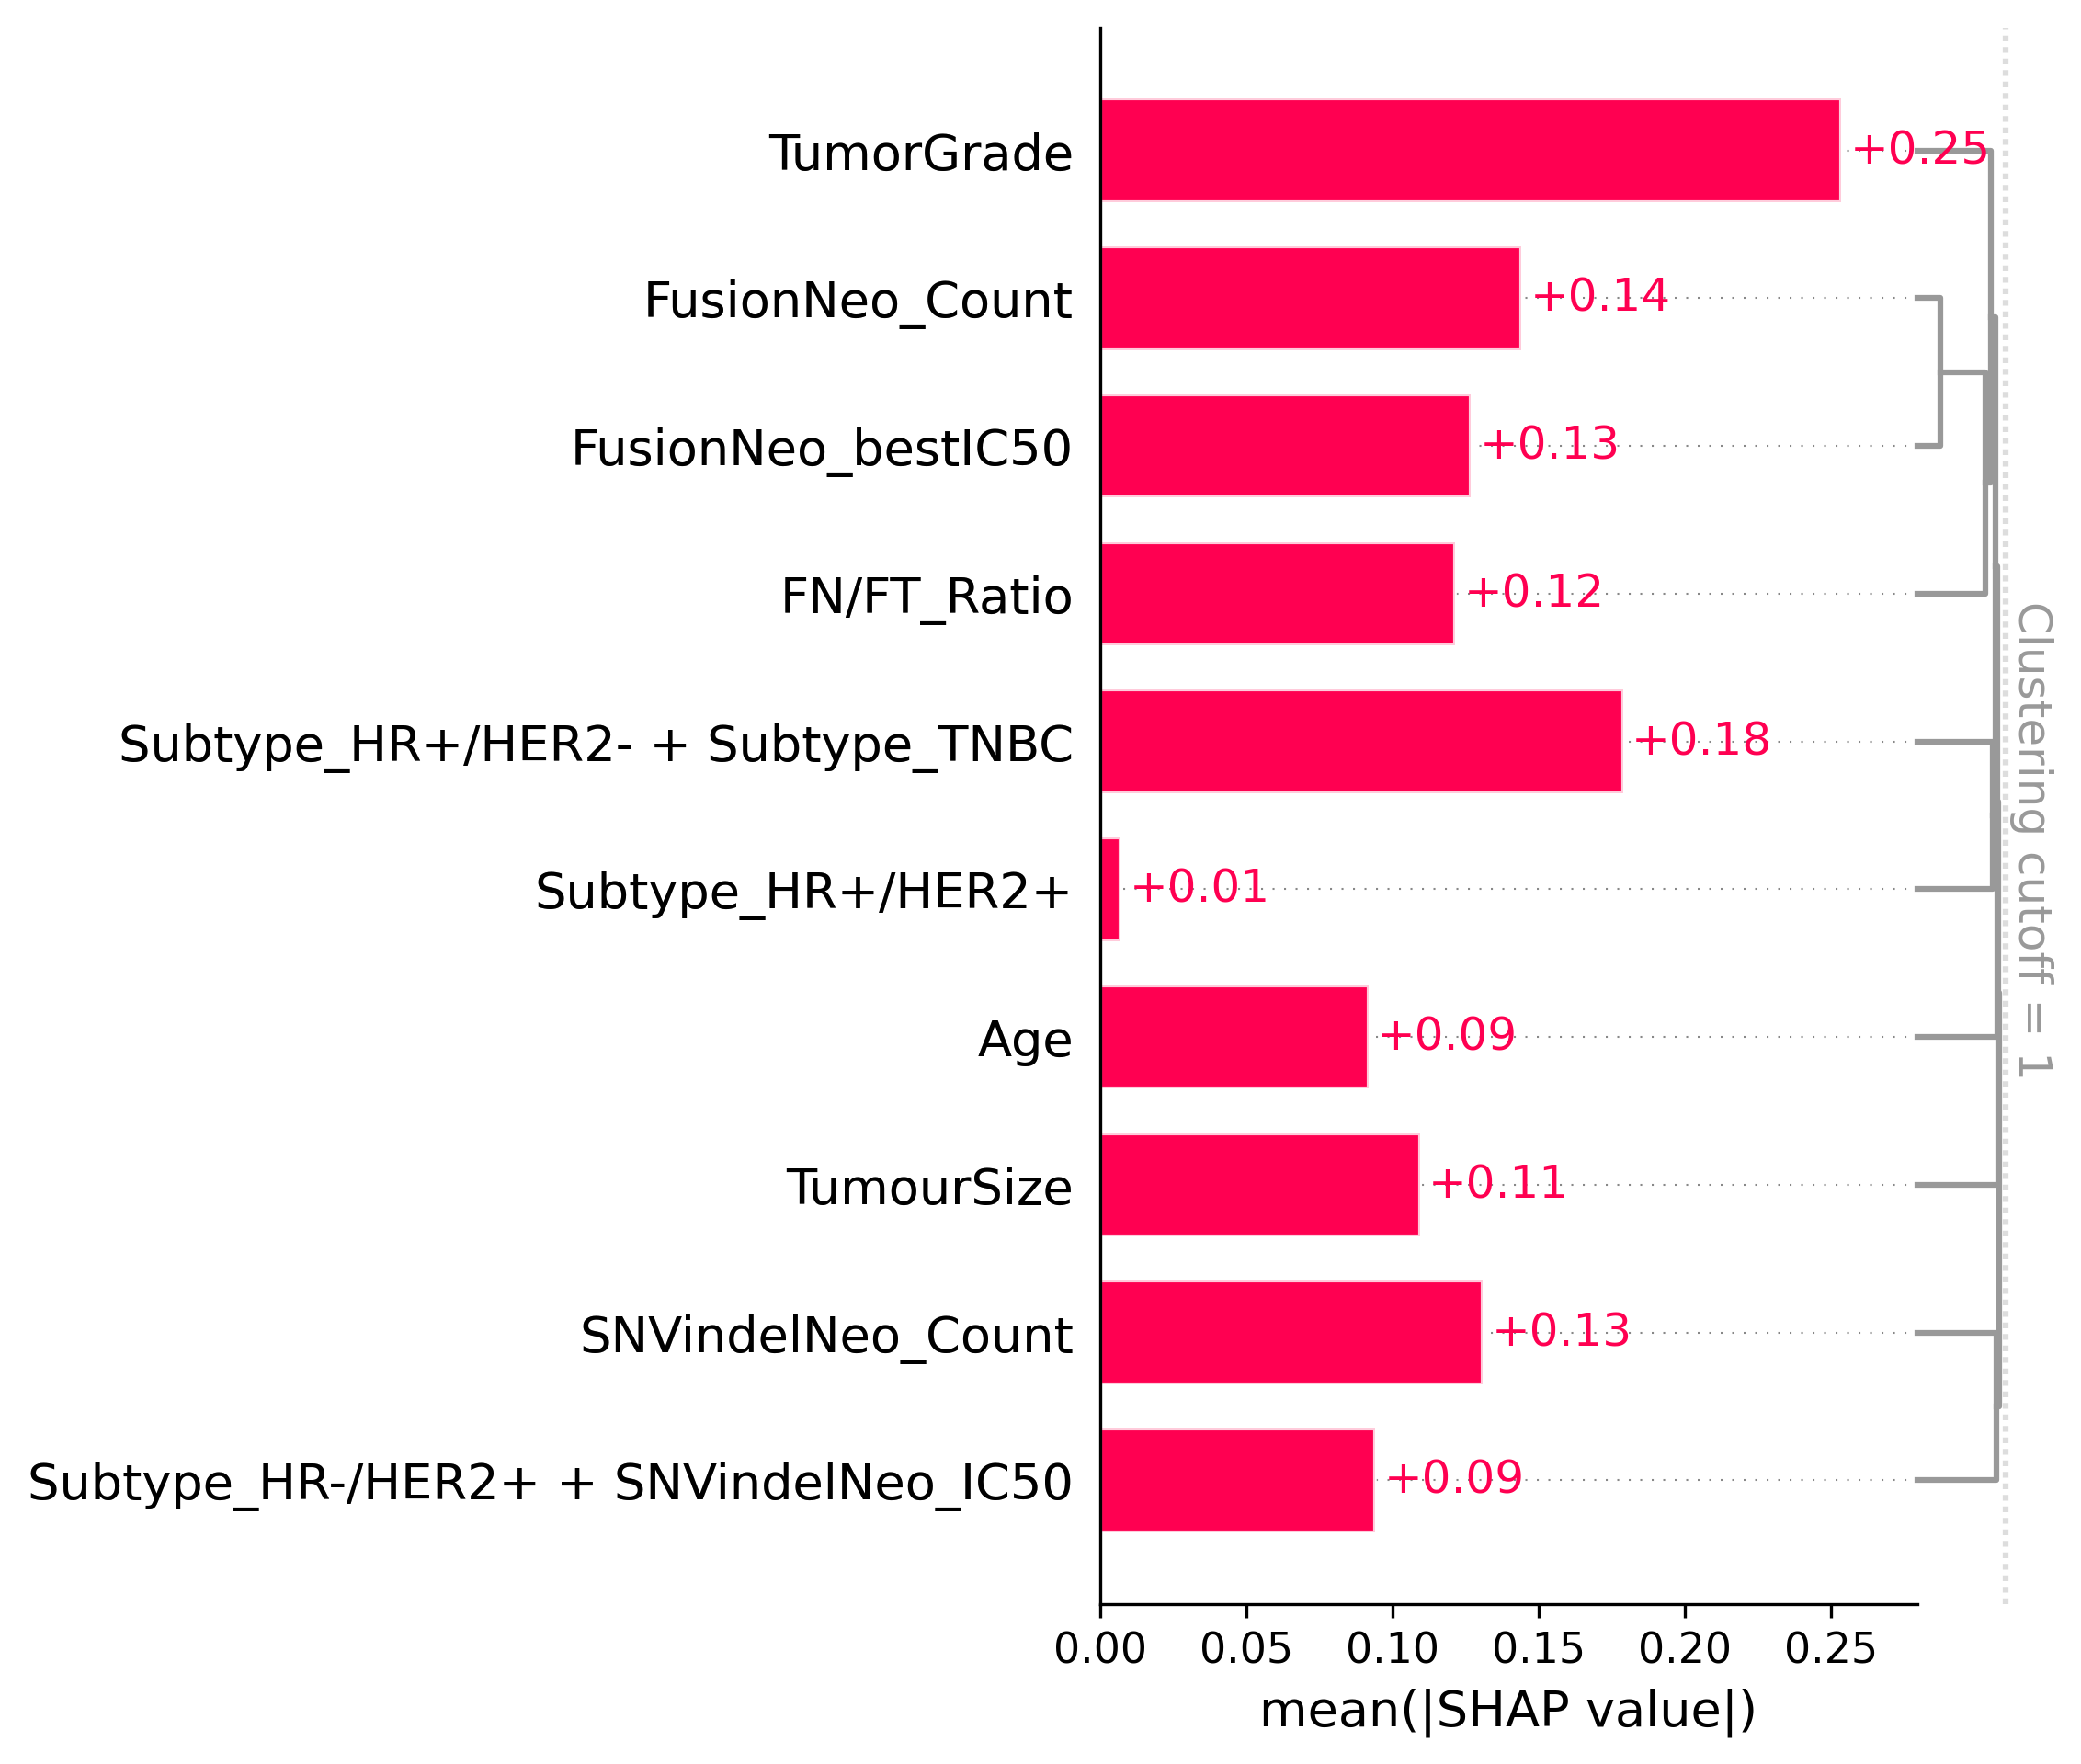 TumorGrade +0.25
FusionNeo_Count +0.14
FusionNeo_bestIC50 +0.13
FN/FT_Ratio +0.12
Subtype_HR+/HER2- + Subtype_TNBC +0.18
Subtype_HR+/HER2+ +0.01
Age +0.09
TumourSize +0.11
SNVindelNeo_Count +0.13
Subtype_HR-/HER2+ + SNVindelNeo_IC50 +0.09
Clustering cutoff = 1
0.00 0.05 0.10 0.15 0.20 0.25
mean(|SHAP value|)